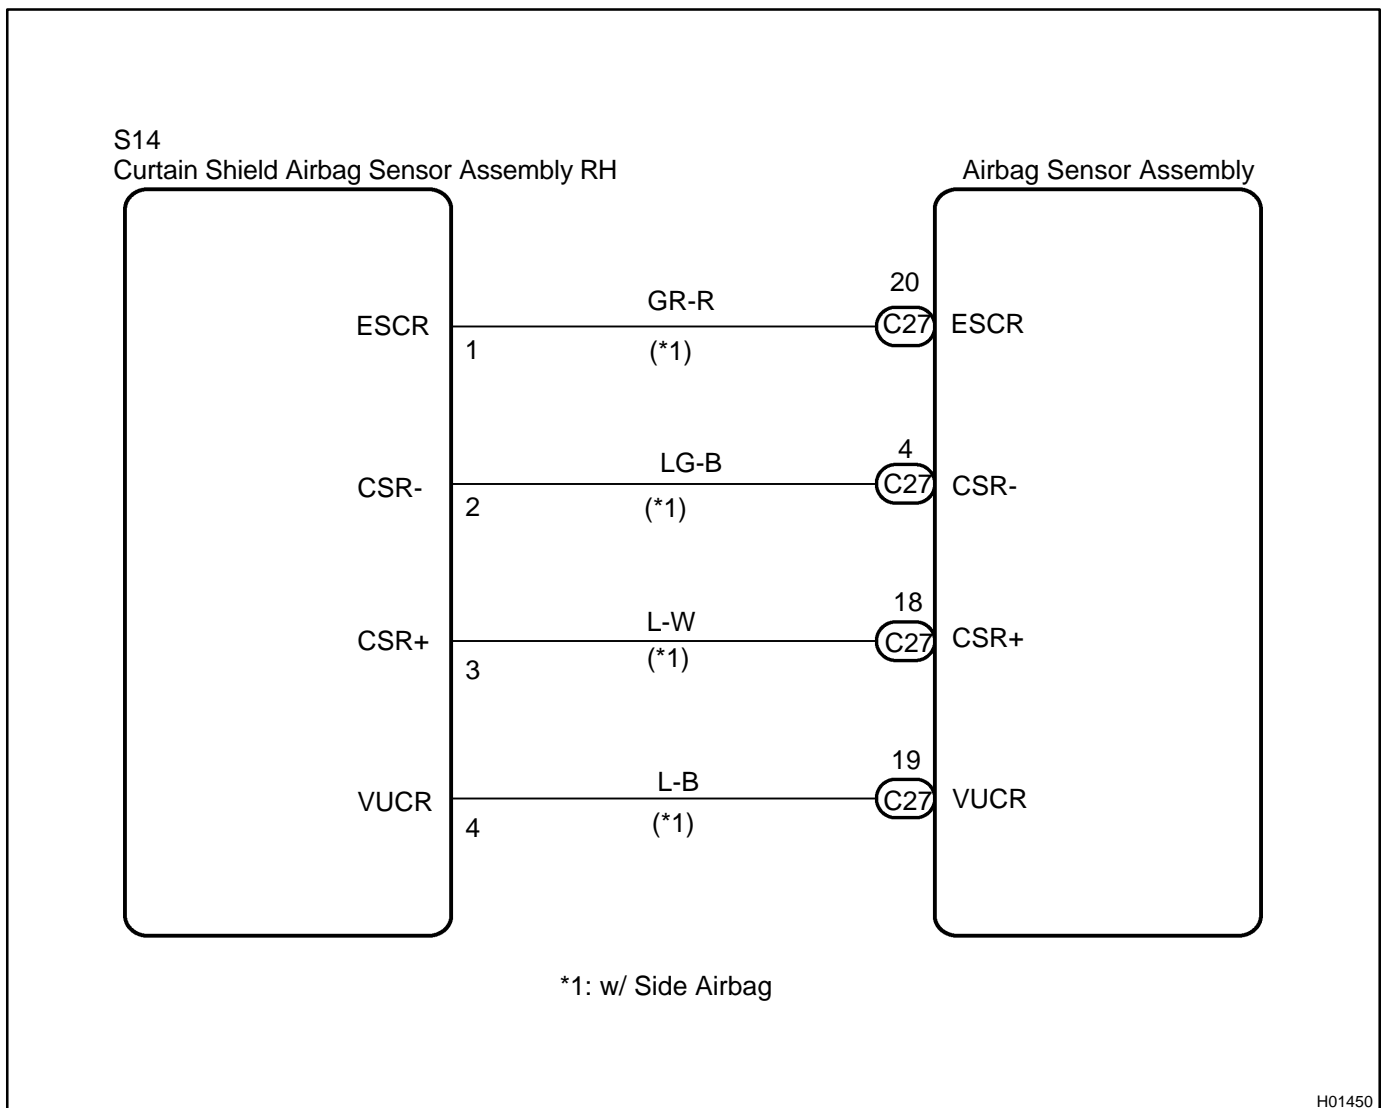 S14
Curtain Shield Airbag Sensor Assembly RH
Airbag Sensor Assembly
ESCR
1
GR-R
(*1)
20
C27
ESCR
CSR-
2
LG-B
(*1)
4
C27
CSR-
CSR+
3
L-W
(*1)
18
C27
CSR+
VUCR
4
L-B
(*1)
19
C27
VUCR
*1: w/ Side Airbag
H01450